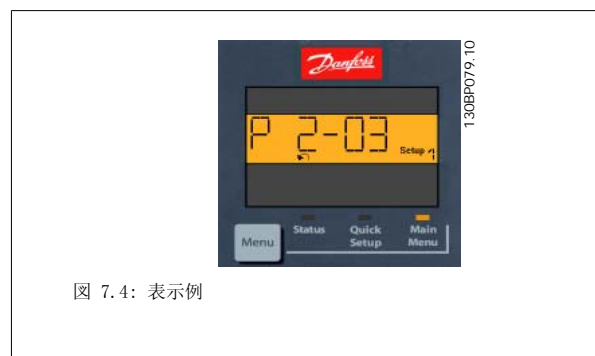 Danfoss
130BP079.10
P 2-03
Setup 1
Menu
Status
Quick Setup
Main Menu
図 7.4: 表示例